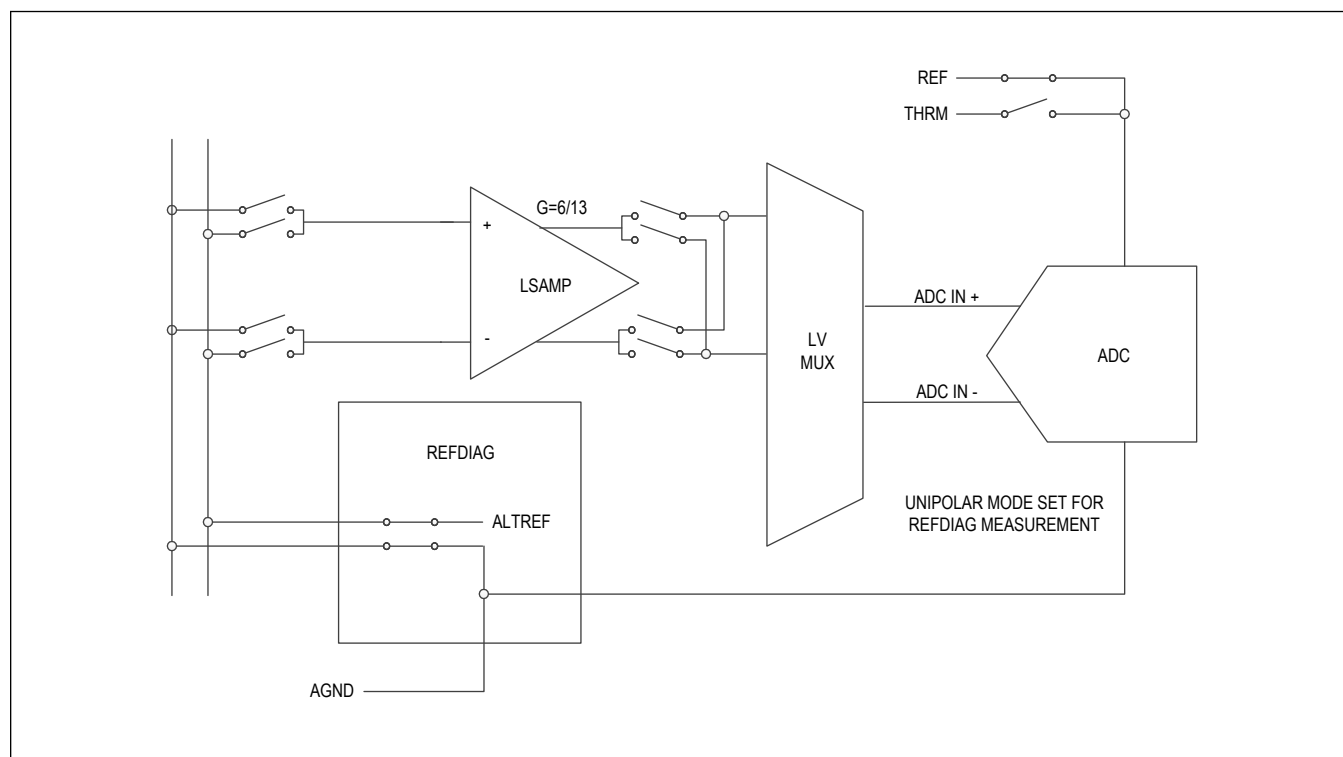 REF
THRM
G=6/13
+
LSAMP
-
LV
MUX
ADC IN +
ADC IN -
ADC
REFDIAG
ALTREF
UNIPOLAR MODE SET FOR
REFDIAG MEASUREMENT
AGND